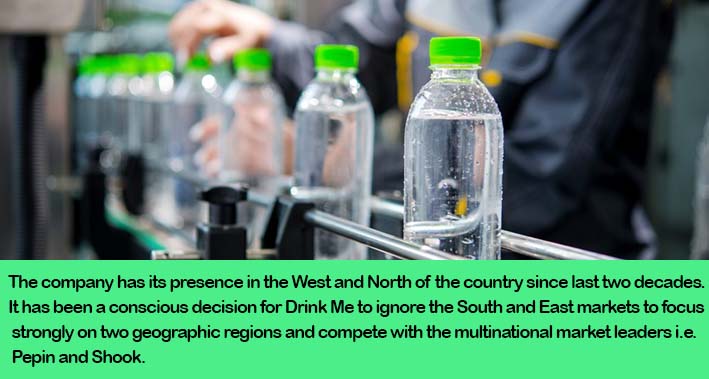 The company has its presence in the West and North of the country since last two decades.
It has been a conscious decision for Drink Me to ignore the South and East markets to focus
strongly on two geographic regions and compete with the multinational market leaders i.e.
Pepin and Shook.